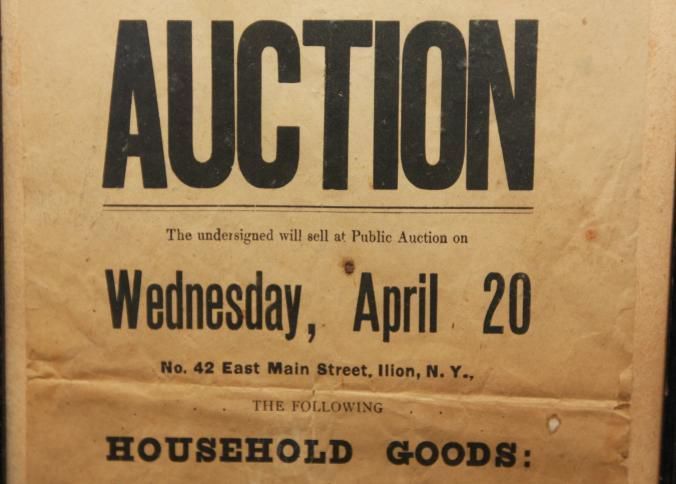 AUCTION
The undersigned will sell at Public Auction on
Wednesday, April 20
No. 42 East Main Street, Ilion, N. Y.,
THE FOLLOWING
HOUSEHOLD GOODS: